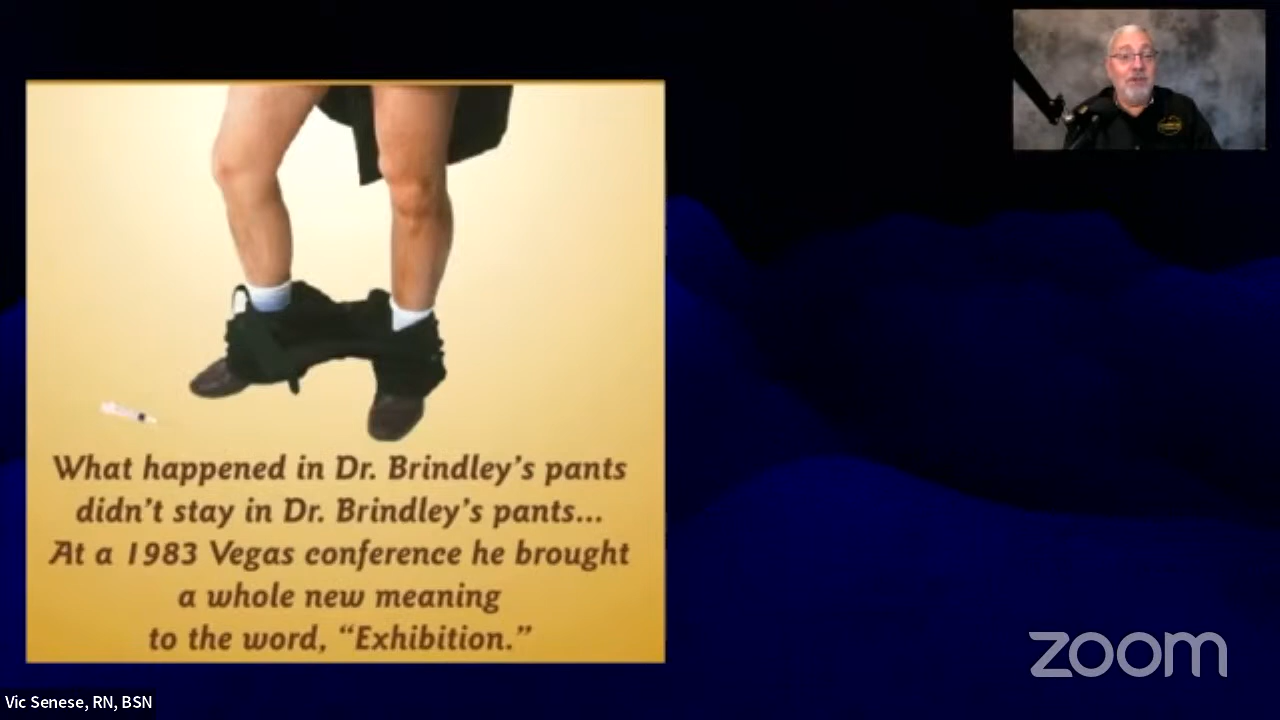 What happened in Dr. Brindley's pants
didn't stay in Dr. Brindley's pants...
At a 1983 Vegas conference he brought
a whole new meaning
to the word, “Exhibition.”
zoom
Vic Senese, RN, BSN